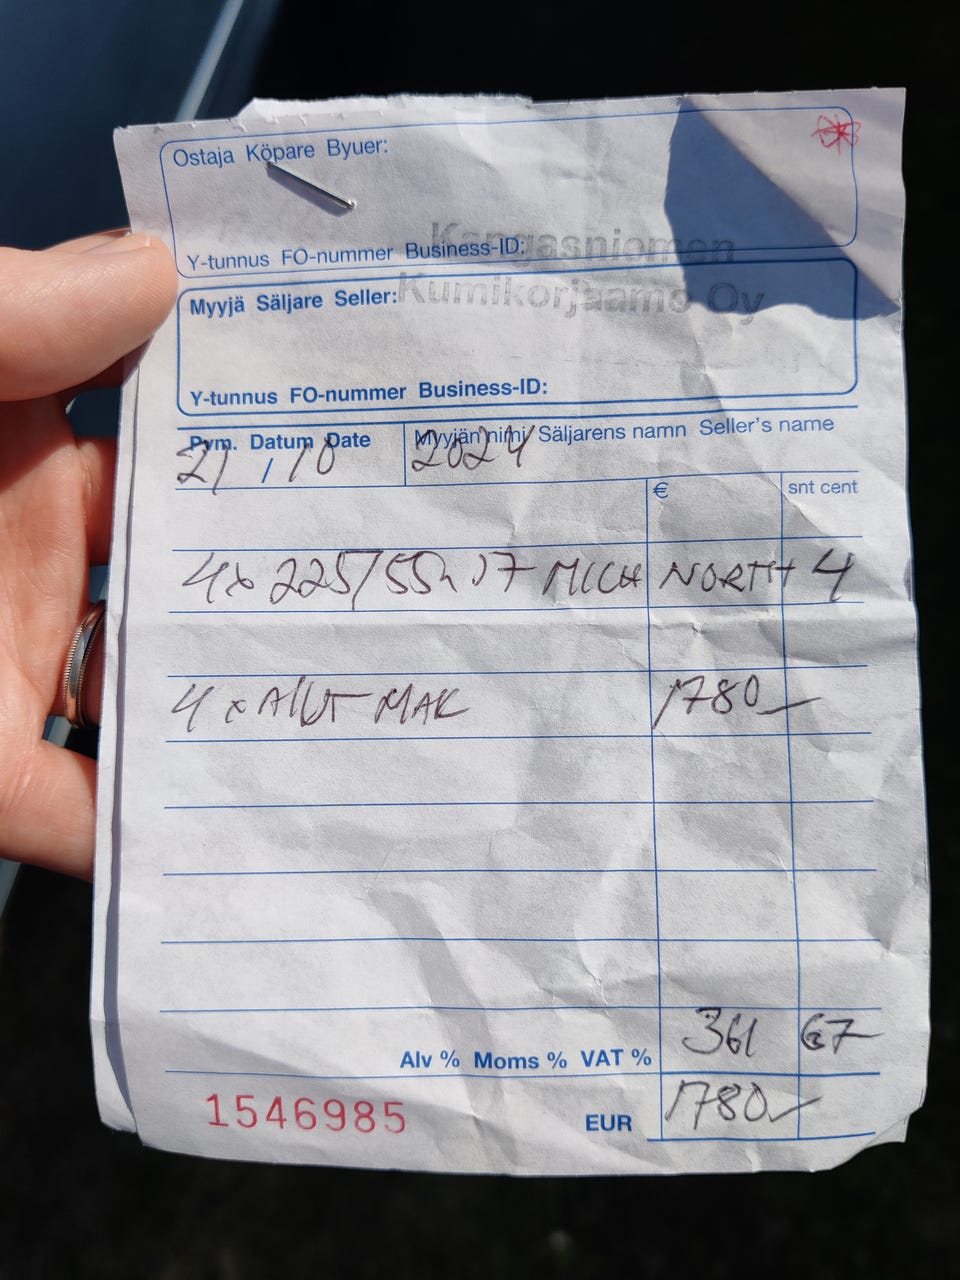 Ostaja Köpare Byuer:
Y-tunnus FO-nummer Business-ID:
Kangasniemen
Kumikorjaamo Oy
Myyjä Säljare Seller:
Y-tunnus FO-nummer Business-ID:
Pvm. Datum Date
Myyjän nimi Säljarens namn Seller's name
21/10
2024
€ snt cent
4x 225/55R 17 MICH NORTH 4
4 x MAK 1780,-
Alv % Moms % VAT % 361 67
1546985 EUR 1780,-